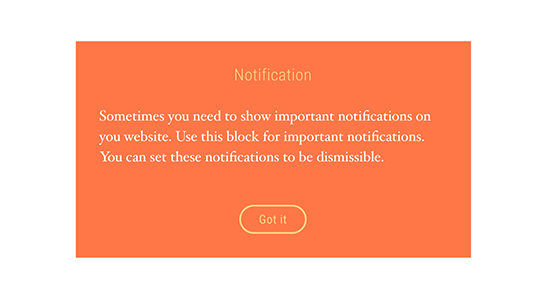 Notification
Sometimes you need to show important notifications on
you website. Use this block for important notifications.
You can set these notifications to be dismissible.
Got it